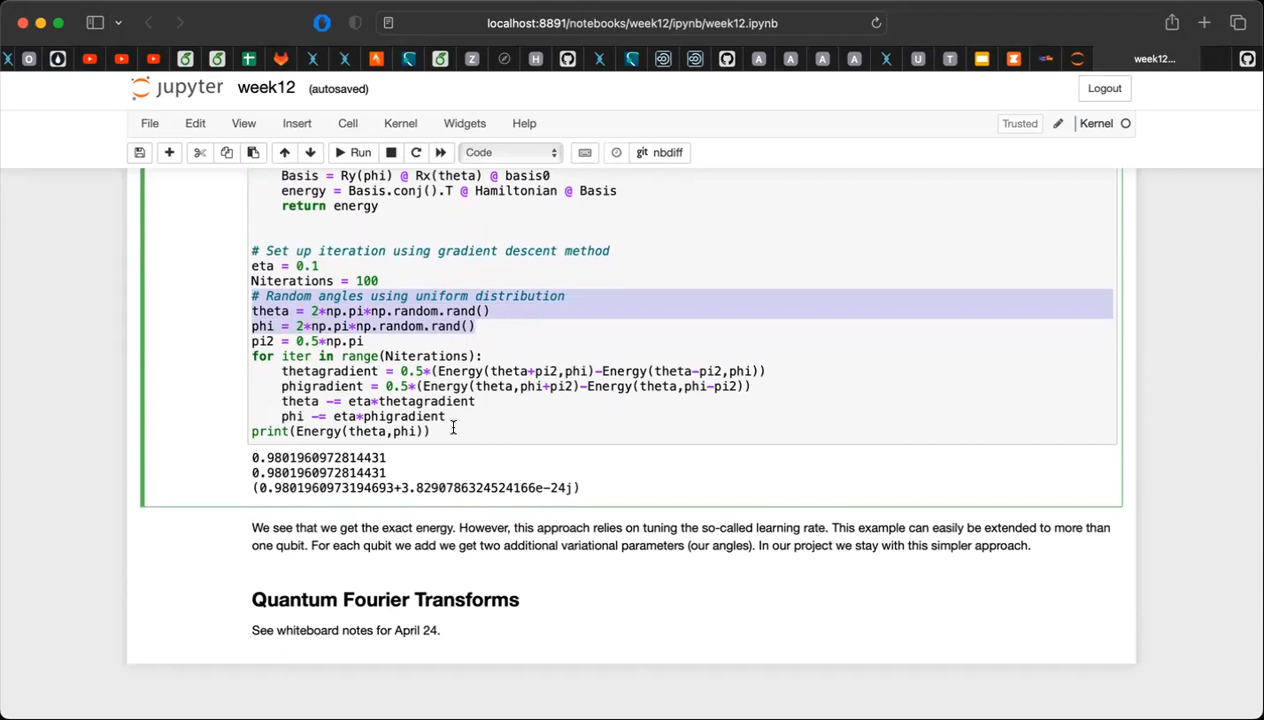 localhost:8891/notebooks/week12/ipynb/week12.ipynb
week12...
jupyter week12 (autosaved)
Logout
File Edit View Insert Cell Kernel Widgets Help
Trusted Kernel
Run Code git nbdiff
Basis = Ry(phi) @ Rx(theta) @ basis0
energy = Basis.conj().T @ Hamiltonian @ Basis
return energy
# Set up iteration using gradient descent method
eta = 0.1
Niterations = 100
# Random angles using uniform distribution
theta = 2*np.pi*np.random.rand()
phi = 2*np.pi*np.random.rand()
pi2 = 0.5*np.pi
for iter in range(Niterations):
thetagradient = 0.5*(Energy(theta+pi2,phi)-Energy(theta-pi2,phi))
phigradient = 0.5*(Energy(theta,phi+pi2)-Energy(theta,phi-pi2))
theta -= eta*thetagradient
phi -= eta*phigradient
print(Energy(theta,phi))
0.9801960972814431
0.9801960972814431
(0.9801960973194693+3.8290786324524166e-24j)
We see that we get the exact energy. However, this approach relies on tuning the so-called learning rate. This example can easily be extended to more than
one qubit. For each qubit we add we get two additional variational parameters (our angles). In our project we stay with this simpler approach.
Quantum Fourier Transforms
See whiteboard notes for April 24.